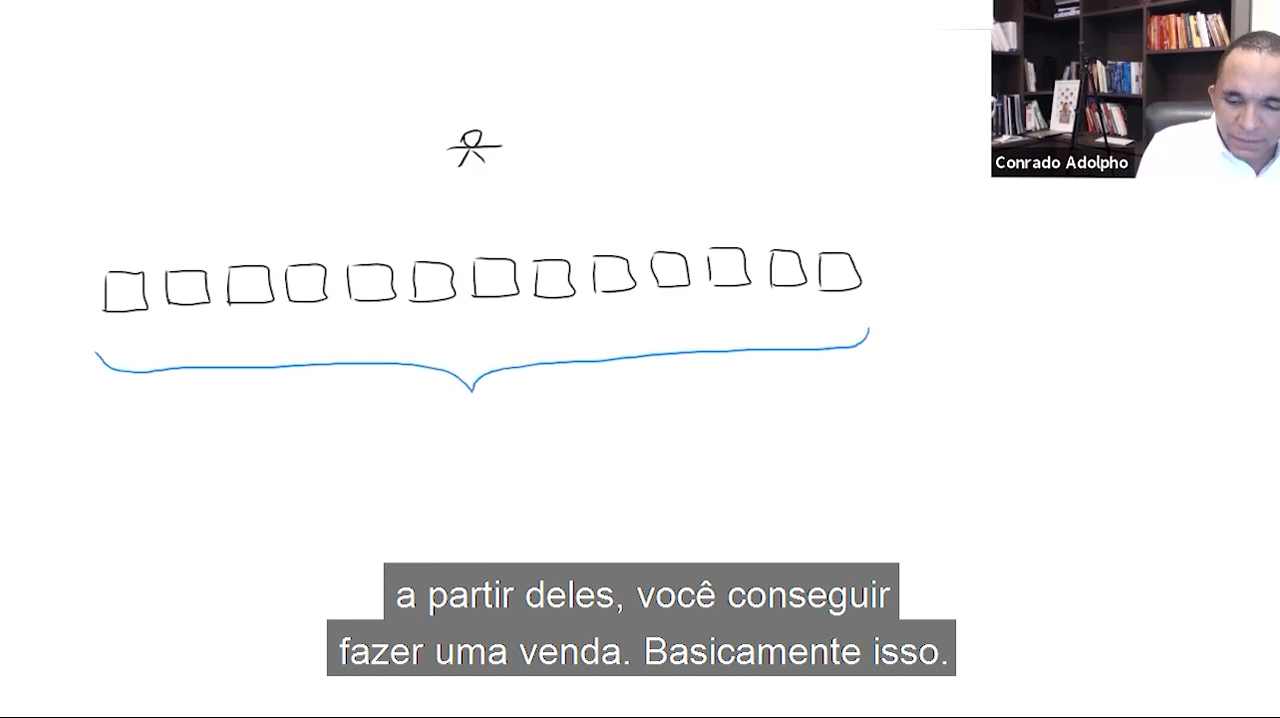 Conrado Adolpho
a partir deles, você conseguir
fazer uma venda. Basicamente isso.